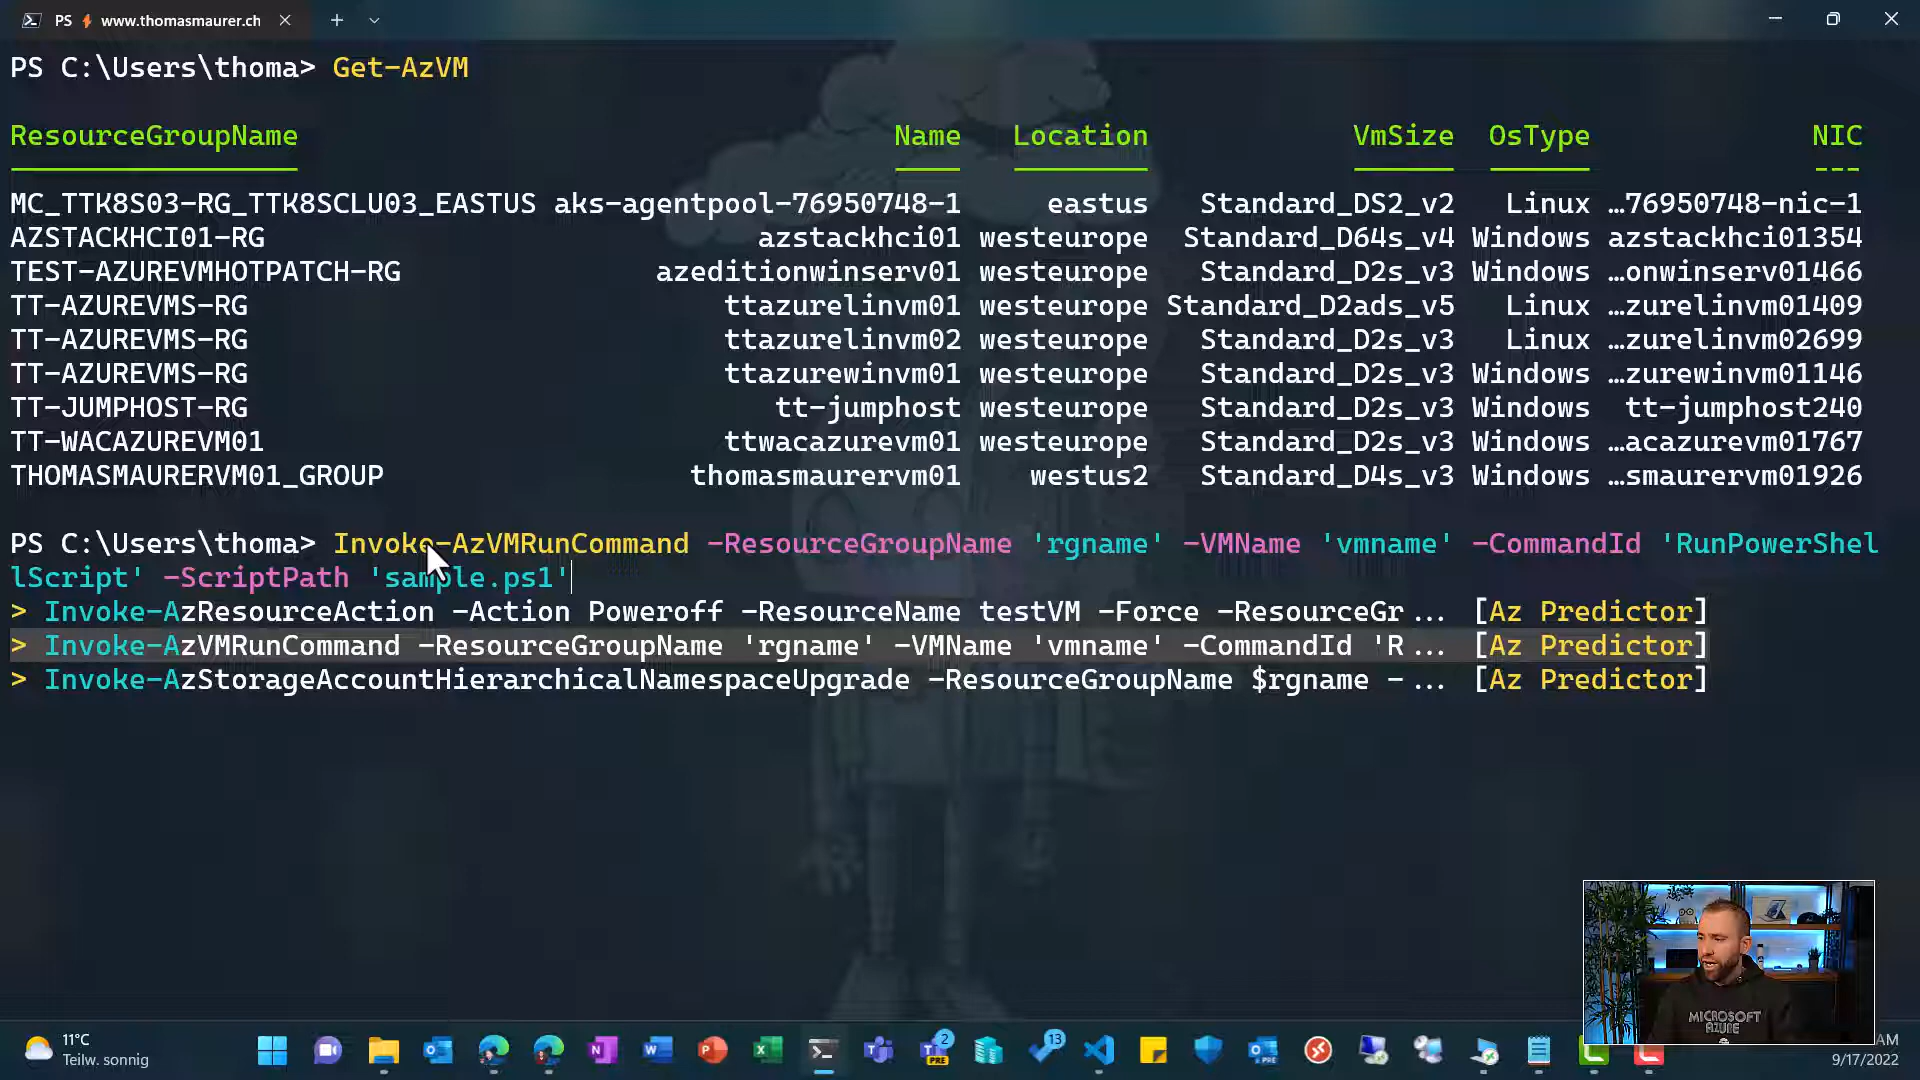 PS www.thomasmaurer.ch
PS C:\Users\thoma> Get-AzVM
ResourceGroupName Name Location VmSize OsType NIC
MC_TTK8S03-RG_TTK8SCLU03_EASTUS aks-agentpool-76950748-1 eastus Standard_DS2_v2 Linux …76950748-nic-1
AZSTACKHCI01-RG azstackhci01 westeurope Standard_D64s_v4 Windows azstackhci01354
TEST-AZUREVMHOTPATCH-RG azeditionwinserv01 westeurope Standard_D2s_v3 Windows …onwinserv01466
TT-AZUREVMS-RG ttazurelinvm01 westeurope Standard_D2ads_v5 Linux …zurelinvm01409
TT-AZUREVMS-RG ttazurelinvm02 westeurope Standard_D2s_v3 Linux …zurelinvm02699
TT-AZUREVMS-RG ttazurewinvm01 westeurope Standard_D2s_v3 Windows …zurewinvm01146
TT-JUMPHOST-RG tt-jumphost westeurope Standard_D2s_v3 Windows tt-jumphost240
TT-WACAZUREVM01 ttwacazurevm01 westeurope Standard_D2s_v3 Windows …acazurevm01767
THOMASMAURERVM01_GROUP thomasmaurervm01 westus2 Standard_D4s_v3 Windows …smaurervm01926
PS C:\Users\thoma> Invoke-AzVMRunCommand -ResourceGroupName 'rgname' -VMName 'vmname' -CommandId 'RunPowerShel
lScript' -ScriptPath 'sample.ps1'
> Invoke-AzResourceAction -Action Poweroff -ResourceName testVM -Force -ResourceGr... [Az Predictor]
> Invoke-AzVMRunCommand -ResourceGroupName 'rgname' -VMName 'vmname' -CommandId 'R... [Az Predictor]
> Invoke-AzStorageAccountHierarchicalNamespaceUpgrade -ResourceGroupName $rgname -... [Az Predictor]
MICROSOFT
AZURE
11°C
Teilw. sonnig
2
PRE
13
PRE
AM
9/17/2022